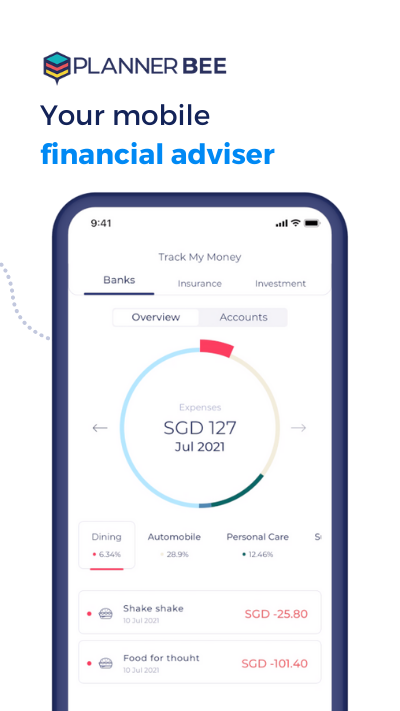 PLANNER BEE
Your mobile
financial adviser
9:41
Track My Money
Banks Insurance Investment
Overview Accounts
Expenses
SGD 127
Jul 2021
Dining Automobile Personal Care S
6.34% 28.9% 12.46%
Shake shake SGD -25.80
10 Jul 2021
Food for thouht SGD -101.40
10 Jul 2021